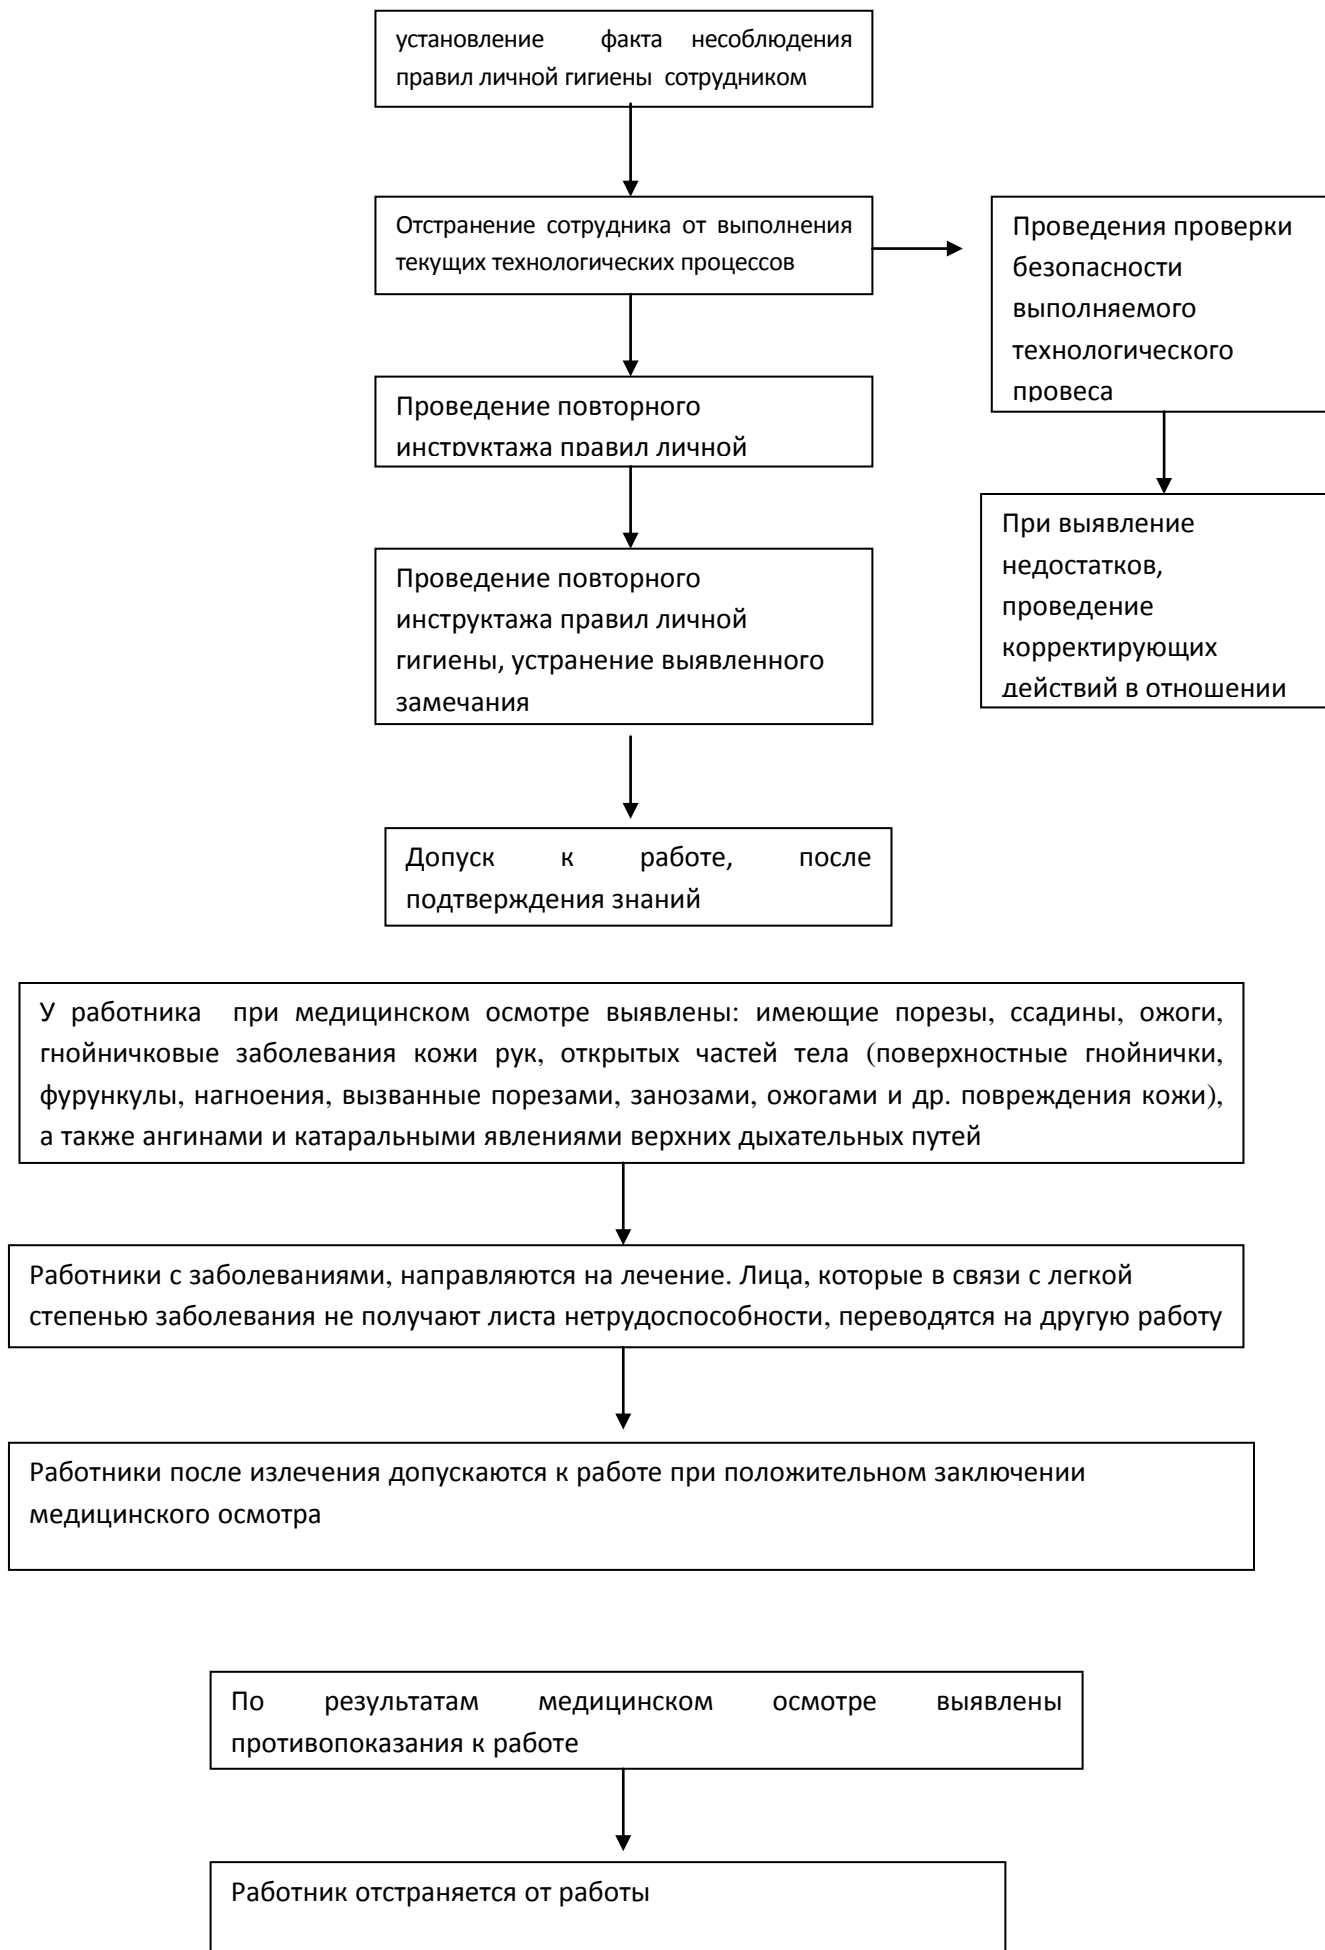 установление факта несоблюдения
правил личной гигиены сотрудником
Отстранение сотрудника от выполнения
текущих технологических процессов
Проведения проверки
безопасности
выполняемого
технологического
провеса
Проведение повторного
инструктажа правил личной
При выявление
недостатков,
проведение
корректирующих
действий в отношении
Проведение повторного
инструктажа правил личной
гигиены, устранение выявленного
замечания
Допуск к работе, после
подтверждения знаний
У работника при медицинском осмотре выявлены: имеющие порезы, ссадины, ожоги,
гнойничковые заболевания кожи рук, открытых частей тела (поверхностные гнойнички,
фурункулы, нагноения, вызванные порезами, занозами, ожогами и др. повреждения кожи),
а также ангинами и катаральными явлениями верхних дыхательных путей
Работники с заболеваниями, направляются на лечение. Лица, которые в связи с легкой
степенью заболевания не получают листа нетрудоспособности, переводятся на другую работу
Работники после излечения допускаются к работе при положительном заключении
медицинского осмотра
По результатам медицинском осмотре выявлены
противопоказания к работе
Работник отстраняется от работы